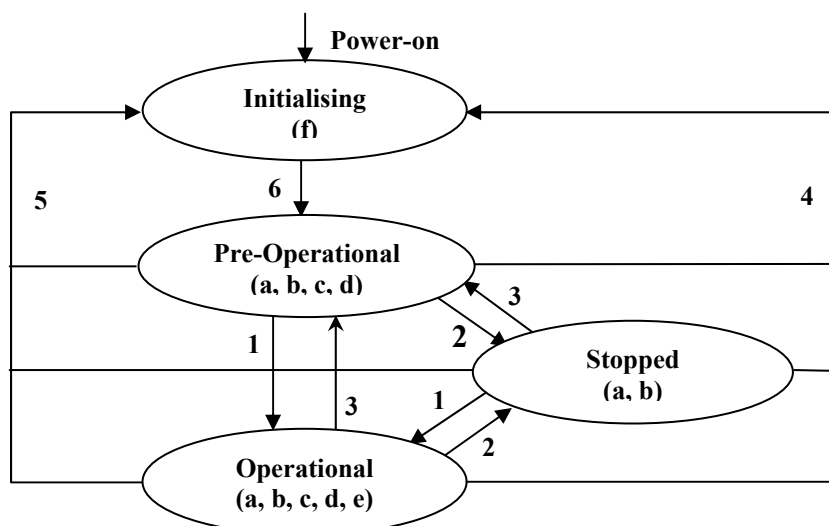 Power-on
Initialising
(f)
5
6
4
Pre-Operational
(a, b, c, d)
3
2
1
Stopped
(a, b)
1
3
2
Operational
(a, b, c, d, e)